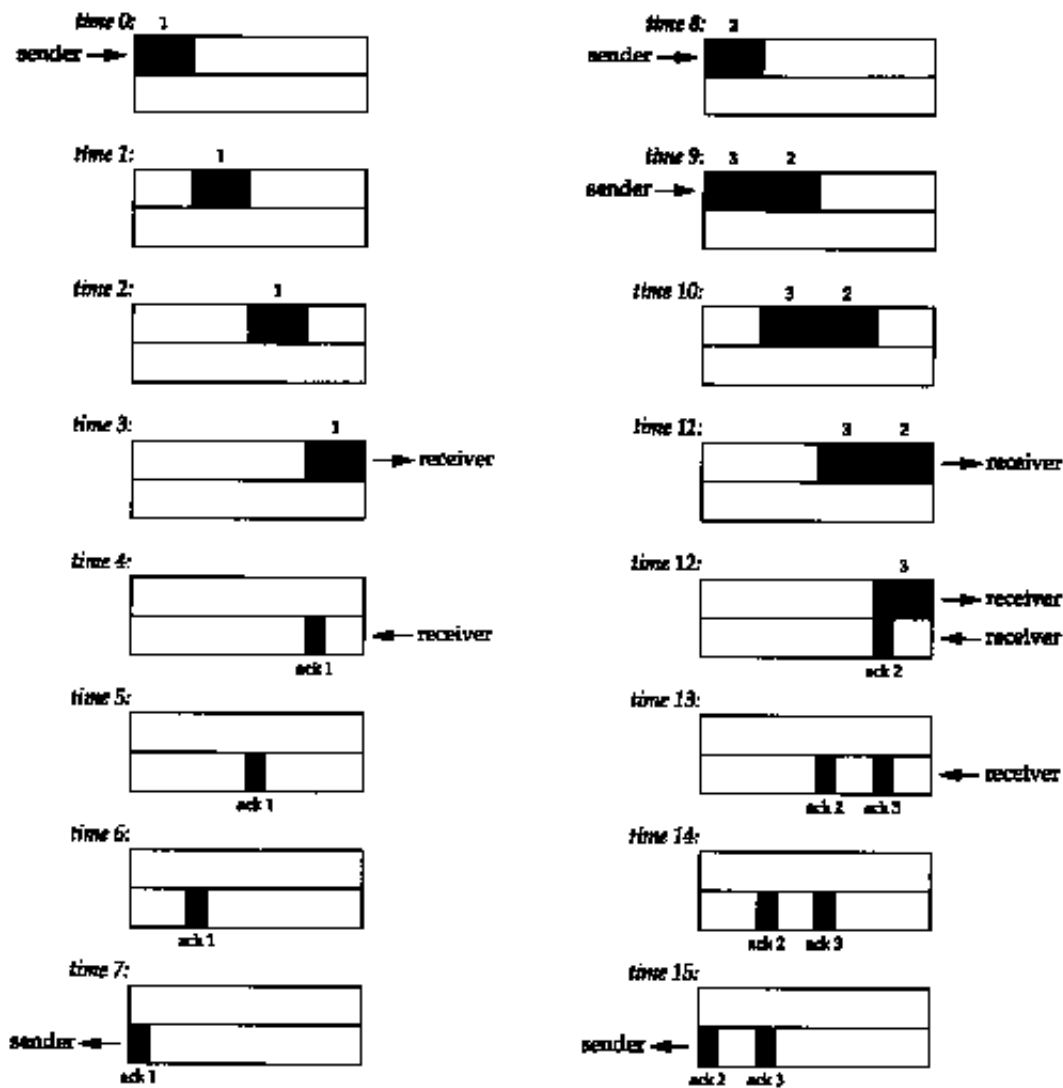 time 0: 1
sender
time 1:
1
time 2:
1
time 3:
1
receiver
time 4:
receiver
ack 1
time 5:
ack 1
time 6:
ack 1
time 7:
sender
ack 1
time 8: 2
sender
time 9: 3 2
sender
time 10: 3 2
time 11: 3 2
receiver
time 12: 3
receiver
receiver
ack 2
time 13:
receiver
ack 2 ack 3
time 14:
ack 2 ack 3
time 15:
sender
ack 2 ack 3